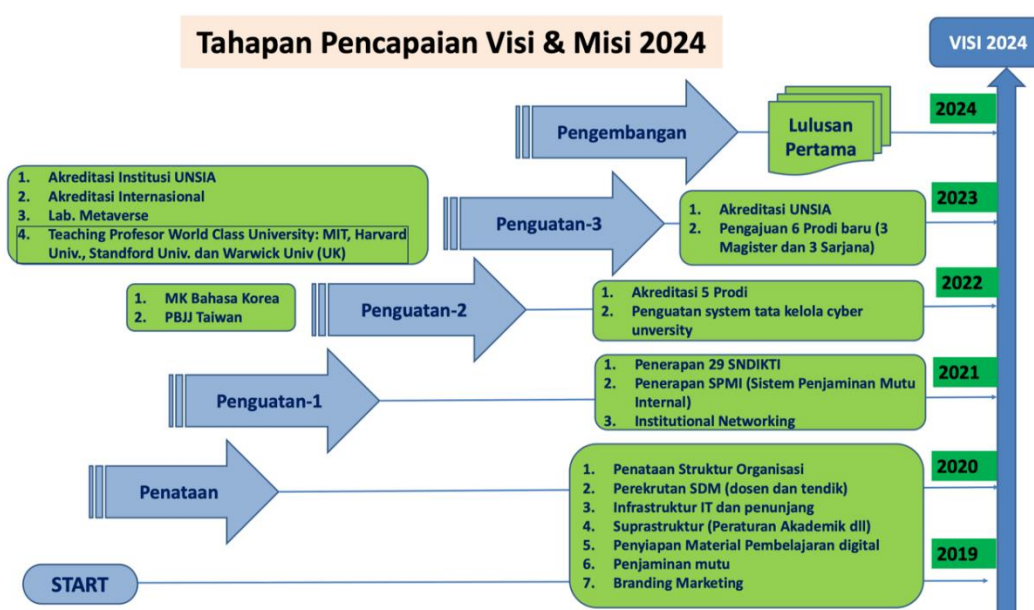 Tahapan Pencapaian Visi & Misi 2024
VISI 2024
2024
Pengembangan
Lulusan
Pertama
1. Akreditasi Institusi UNSIA
2. Akreditasi Internasional
3. Lab. Metaverse
4. Teaching Profesor World Class University: MIT, Harvard
Univ., Standford Univ. dan Warwick Univ (UK)
Penguatan-3
1. Akreditasi UNSIA
2. Pengajuan 6 Prodi baru (3
Magister dan 3 Sarjana)
2023
1. MK Bahasa Korea
2. PBJJ Taiwan
Penguatan-2
1. Akreditasi 5 Prodi
2. Penguatan system tata kelola cyber
unversity
2022
Penguatan-1
1. Penerapan 29 SNDIKTI
2. Penerapan SPMI (Sistem Penjaminan Mutu
Internal)
3. Institutional Networking
2021
Penataan
1. Penataan Struktur Organisasi
2. Perekrutan SDM (dosen dan tendik)
3. Infrastruktur IT dan penunjang
4. Suprastruktur (Peraturan Akademik dll)
5. Penyiapan Material Pembelajaran digital
6. Penjaminan mutu
7. Branding Marketing
2020
2019
START